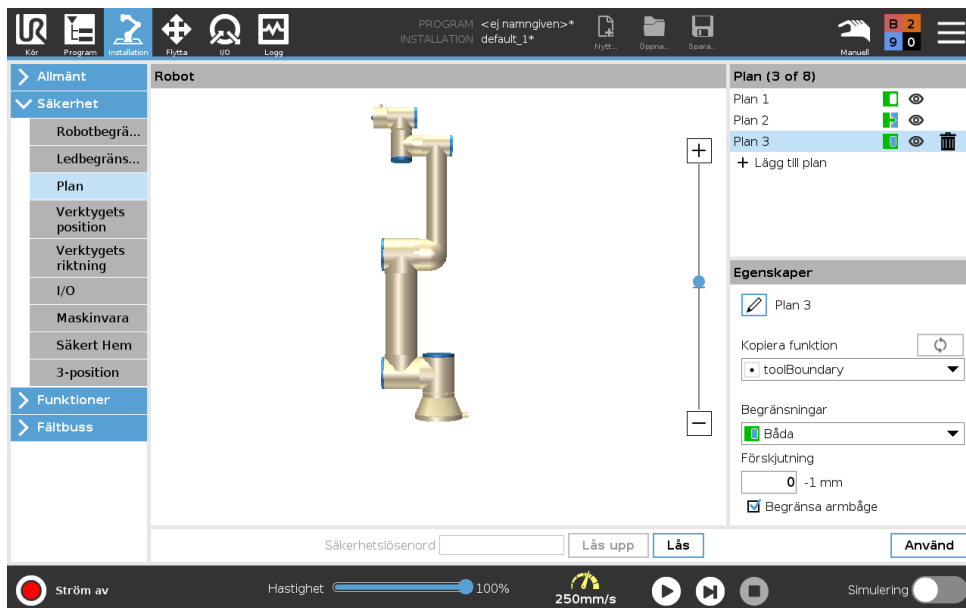 PROGRAM <ej namngiven>*
INSTALLATION default_1*
Kör
Program
Installation
Flytta
I/O
Logg
Nytt...
Öppna...
Spara...
Manuell
B 2
9 0
Allmänt
Säkerhet
Robotbegrä...
Ledbegräns...
Plan
Verktygets
position
Verktygets
riktning
I/O
Maskinvara
Säkert Hem
3-position
Funktioner
Fältbuss
Robot
Plan (3 of 8)
Plan 1
Plan 2
Plan 3
+ Lägg till plan
Egenskaper
Plan 3
Kopiera funktion
toolBoundary
Begränsningar
Båda
Förskjutning
0 -1 mm
Begränsa armbåge
Säkerhetslösenord
Lås upp
Lås
Använd
Ström av
Hastighet
100%
250mm/s
Simulering